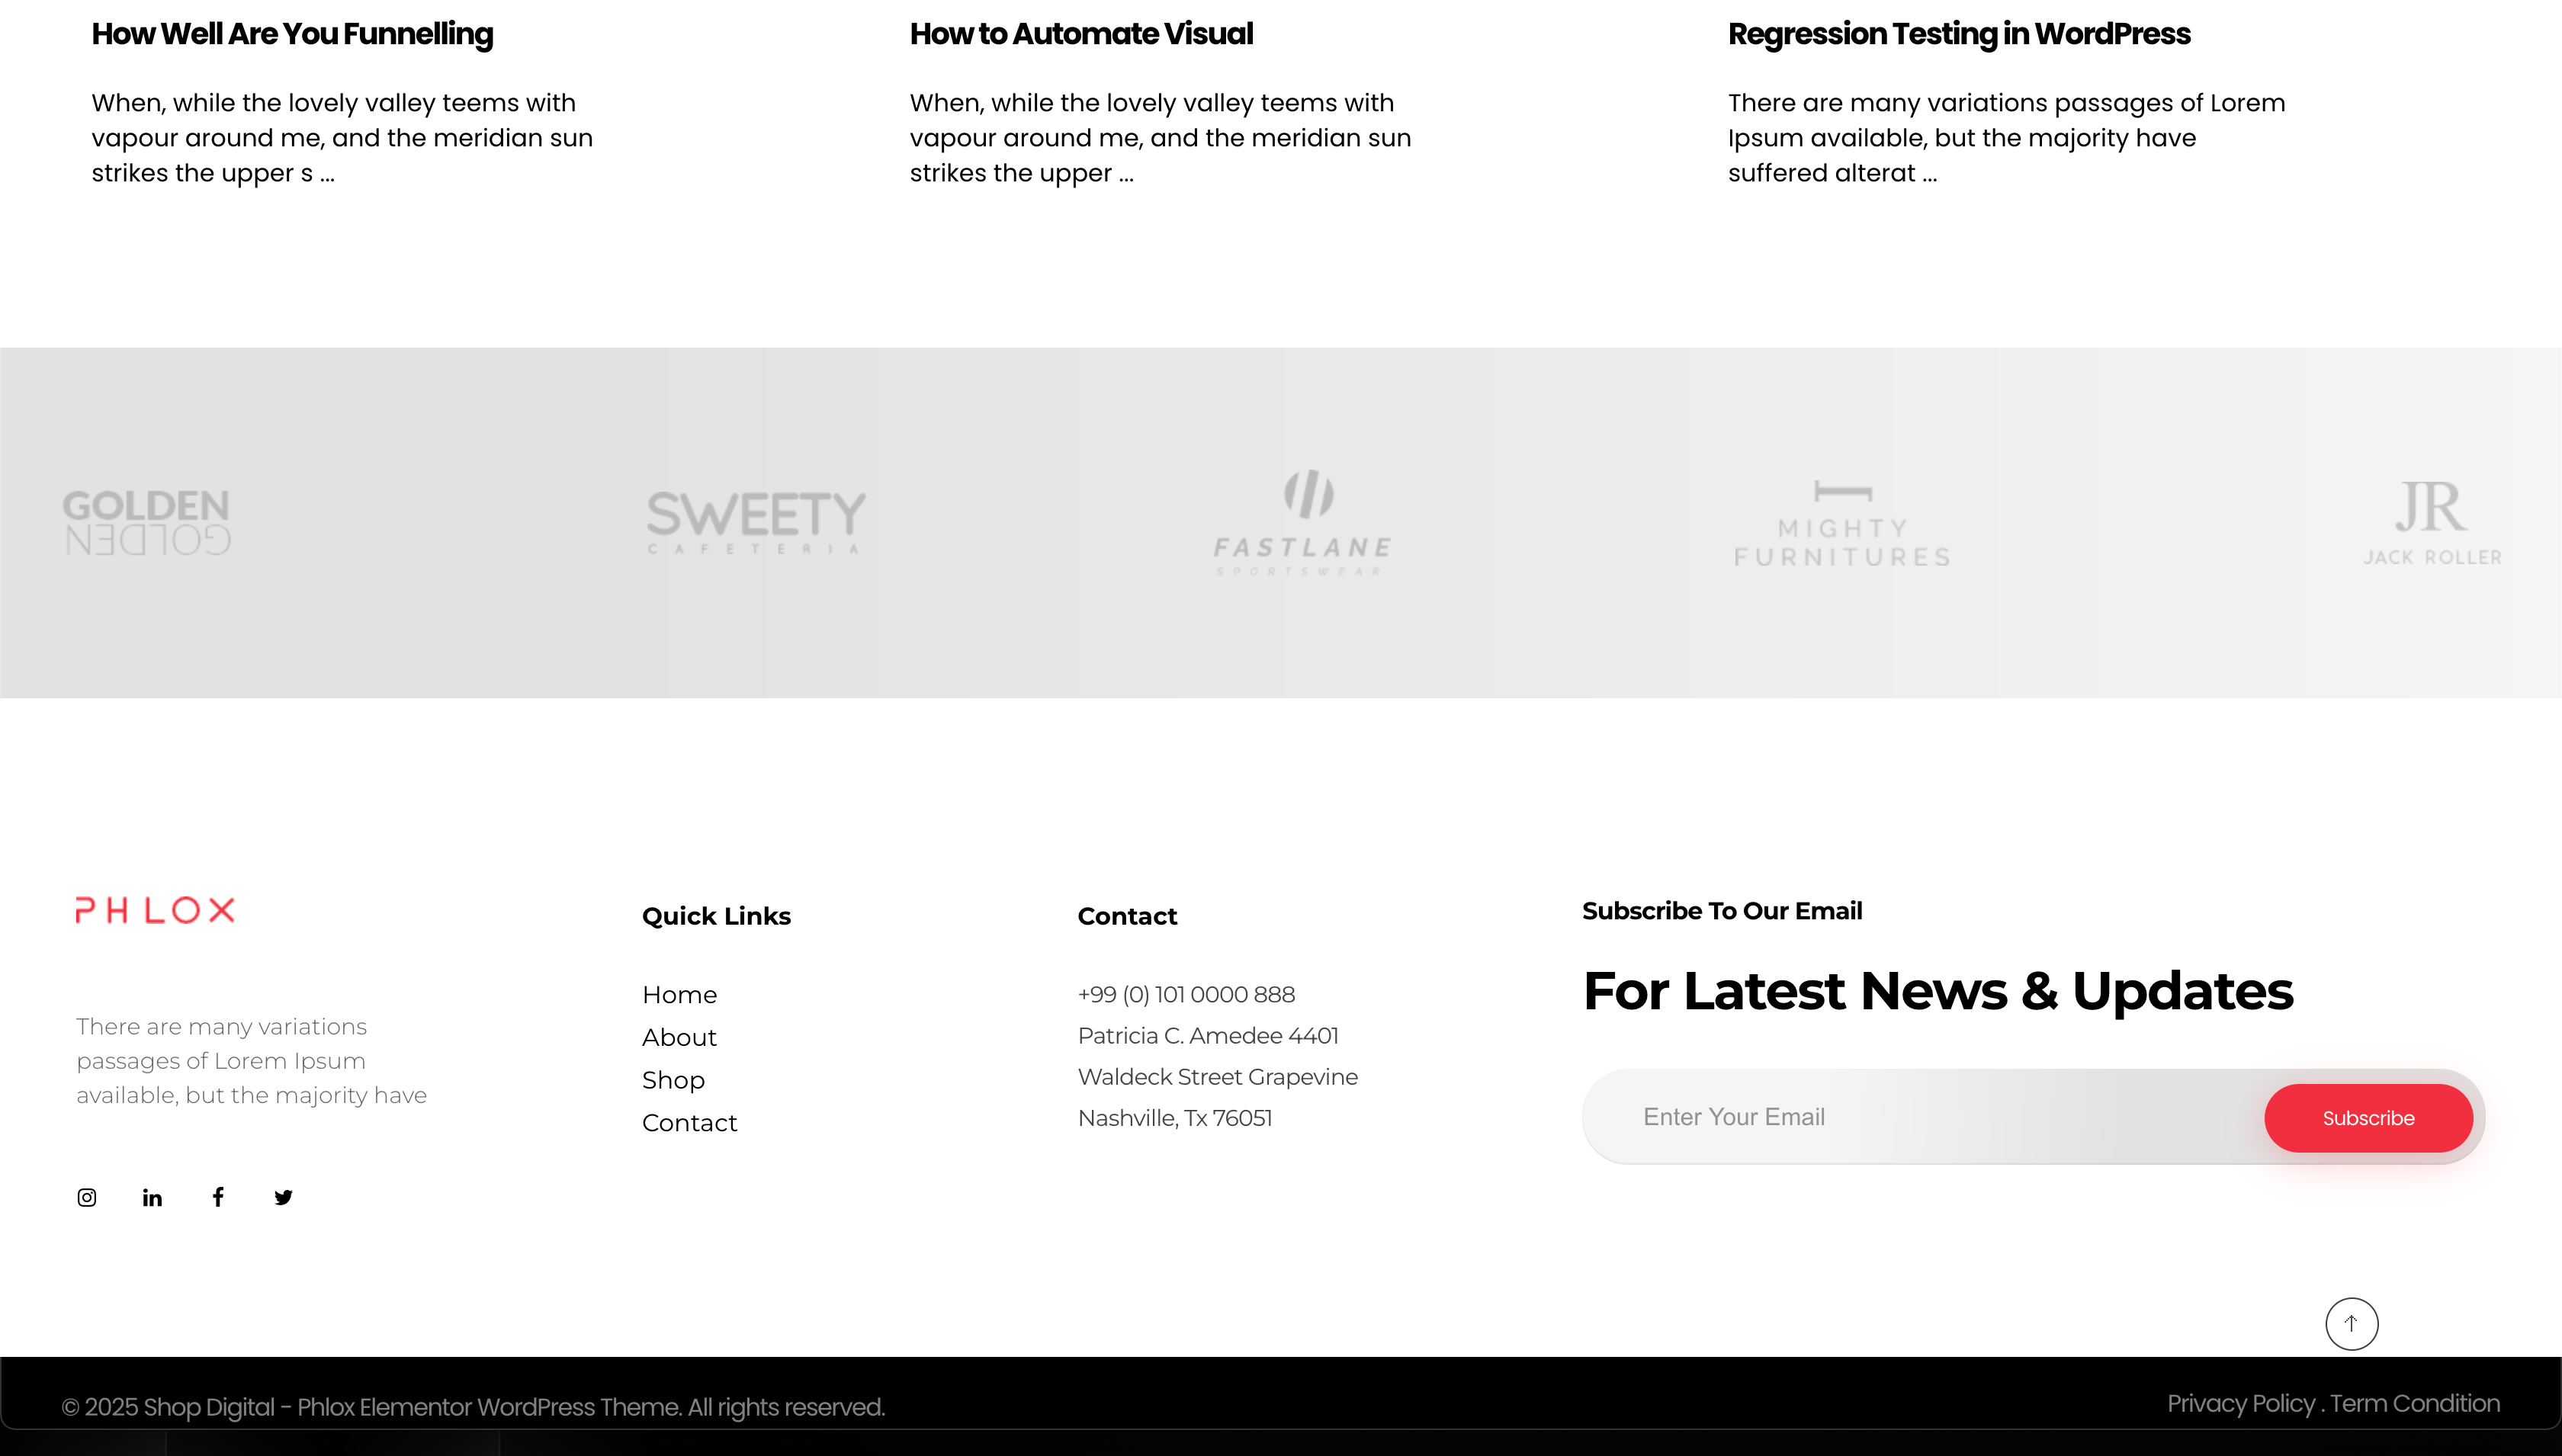 How Well Are You Funnelling
When, while the lovely valley teems with
vapour around me, and the meridian sun
strikes the upper s ...
How to Automate Visual
When, while the lovely valley teems with
vapour around me, and the meridian sun
strikes the upper ...
Regression Testing in WordPress
There are many variations passages of Lorem
Ipsum available, but the majority have
suffered alterat ...
GOLDEN
GOLDEN
SWEETY
CAFETERIA
FASTLANE
SPORTSWEAR
MIGHTY
FURNITURES
JR
JACK ROLLER
PHLOX
There are many variations
passages of Lorem Ipsum
available, but the majority have
Quick Links
Home
About
Shop
Contact
Contact
+99 (0) 101 0000 888
Patricia C. Amedee 4401
Waldeck Street Grapevine
Nashville, Tx 76051
Subscribe To Our Email
For Latest News & Updates
Enter Your Email
Subscribe
© 2025 Shop Digital - Phlox Elementor WordPress Theme. All rights reserved.
Privacy Policy . Term Condition